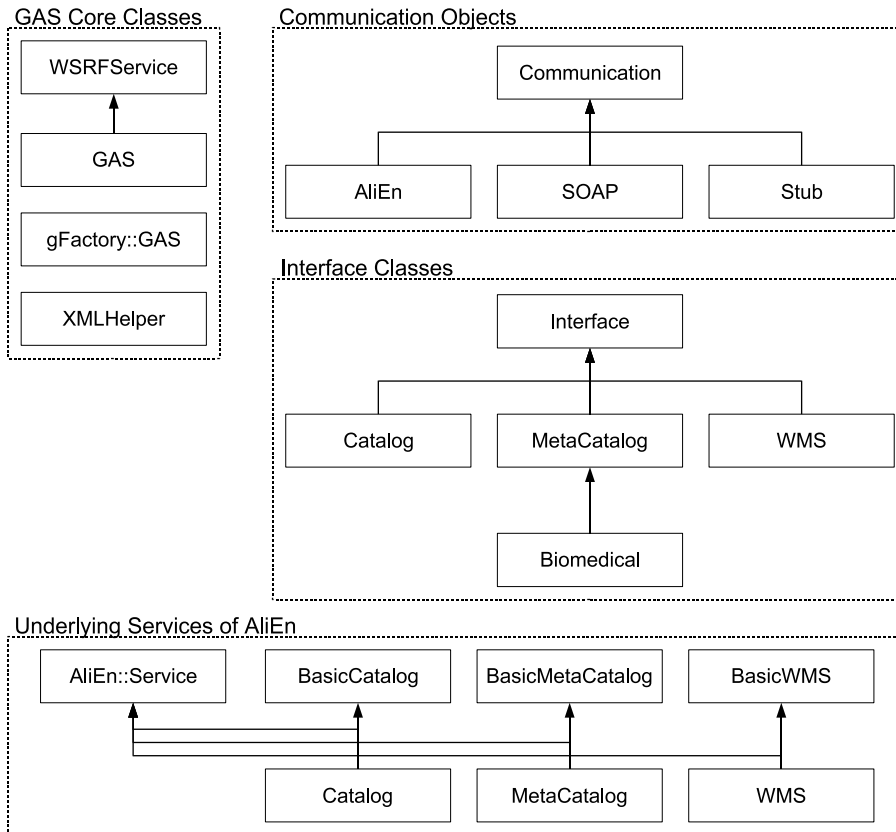 GAS Core Classes
WSRFService
GAS
gFactory::GAS
XMLHelper
Communication Objects
Communication
AliEn
SOAP
Stub
Interface Classes
Interface
Catalog
MetaCatalog
WMS
Biomedical
Underlying Services of AliEn
AliEn::Service
BasicCatalog
BasicMetaCatalog
BasicWMS
Catalog
MetaCatalog
WMS